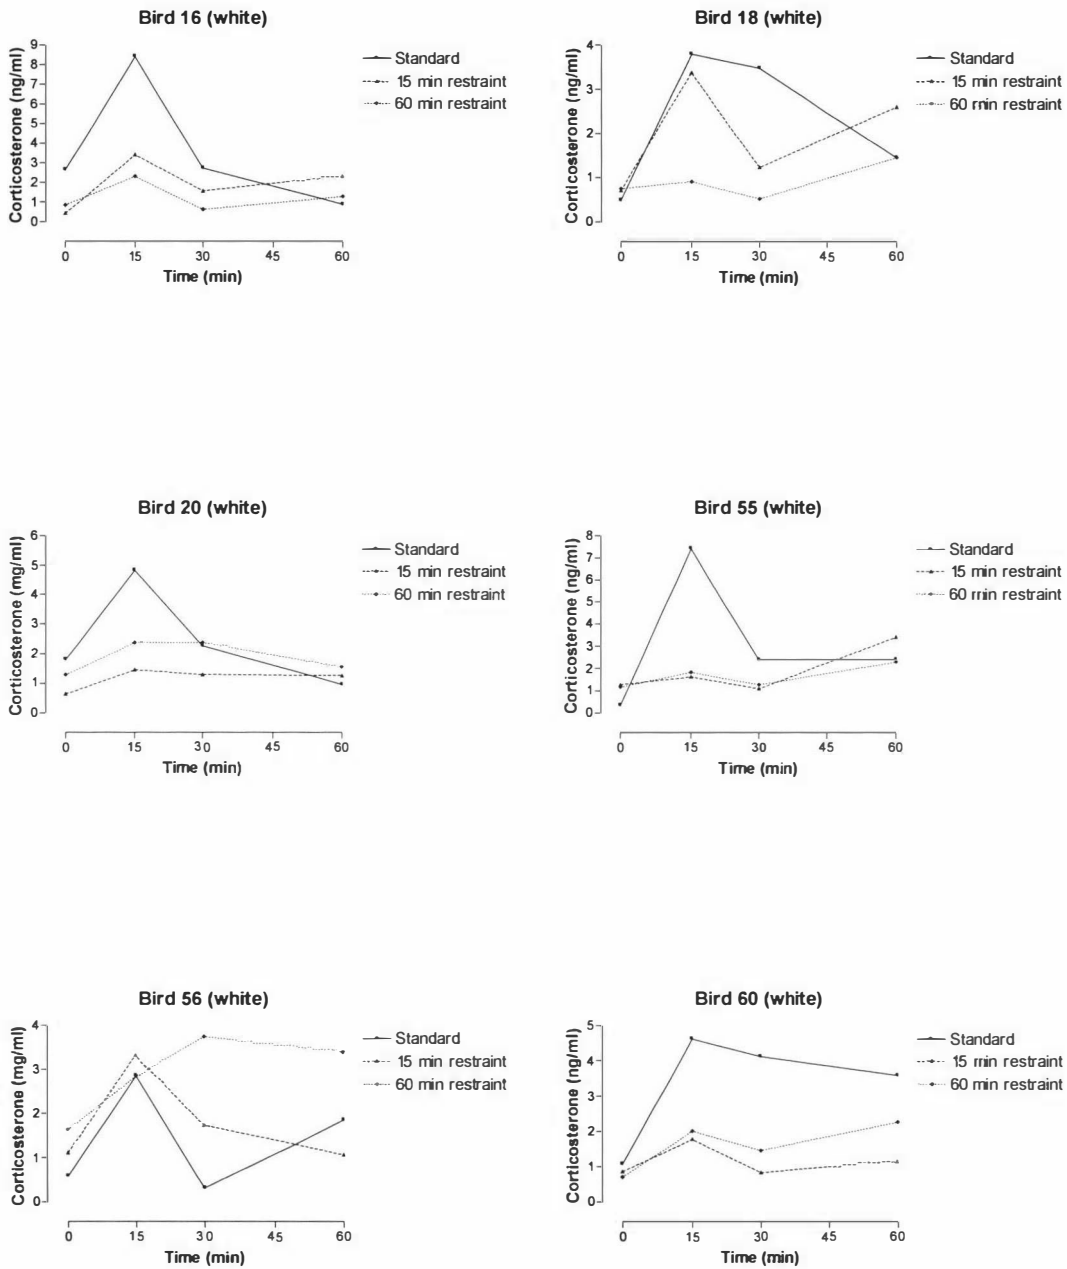 Bird 16 (white)
Corticosterone (ng/ml)
9
8
7
6
5
4
3
2
1
0
0 15 30 45 60
Time (min)
Standard
15 min restraint
60 min restraint
Bird 18 (white)
Corticosterone (ng/ml)
4
3
2
1
0
0 15 30 45 60
Time (min)
Standard
15 min restraint
60 min restraint
Bird 20 (white)
Corticosterone (mg/ml)
6
5
4
3
2
1
0
0 15 30 45 60
Time (min)
Standard
15 min restraint
60 min restraint
Bird 55 (white)
Corticosterone (ng/ml)
8
7
6
5
4
3
2
1
0
0 15 30 45 60
Time (min)
Standard
15 min restraint
60 min restraint
Bird 56 (white)
Corticosterone (mg/ml)
4
3
2
1
0
0 15 30 45 60
Time (min)
Standard
15 min restraint
60 min restraint
Bird 60 (white)
Corticosterone (ng/ml)
5
4
3
2
1
0
0 15 30 45 60
Time (min)
Standard
15 min restraint
60 min restraint